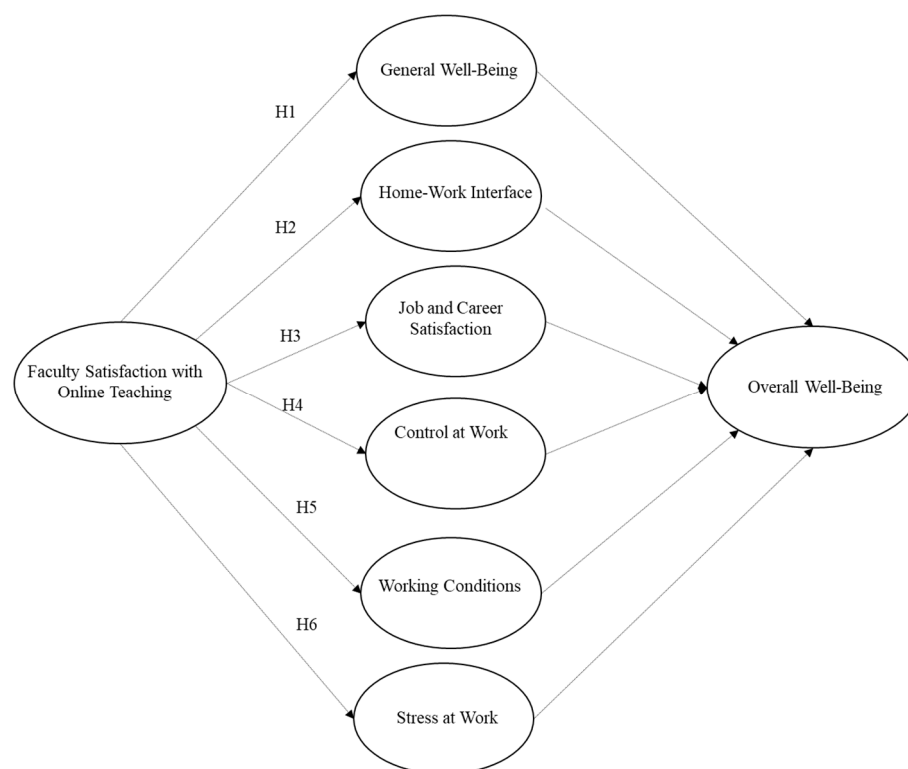 General Well-Being
H1
Home-Work Interface
H2
Job and Career
Satisfaction
H3
Faculty Satisfaction with
Online Teaching
Overall Well-Being
H4
Control at Work
H5
Working Conditions
H6
Stress at Work